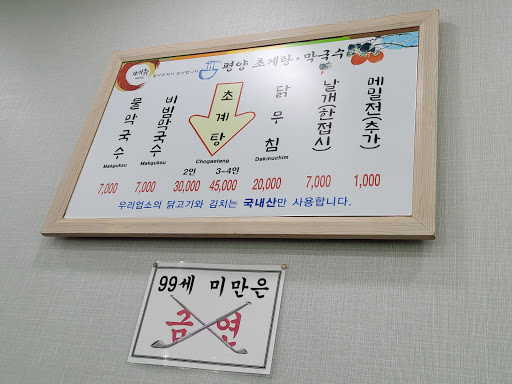 평양 초계탕·막국수
물막국수
Makguksu
7,000
비빔막국수
Makguksu
7,000
초계탕
Chogaetang
2인 3~4인
30,000 45,000
닭무침
Dakmuchim
20,000
날개(한접시)
7,000
메밀전(추가)
1,000
우리업소의 닭고기와 김치는 국내산만 사용합니다.
99세 미만은
금연